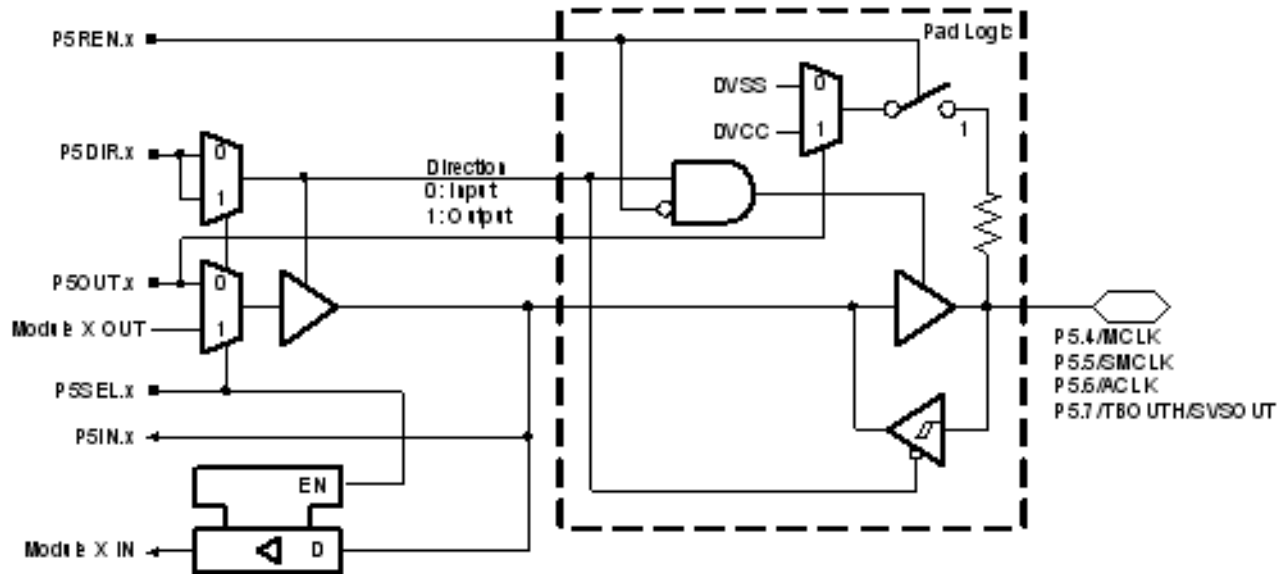 P5REN.x
Pad Logic
DVSS
0
DVCC
1
1
P5DIR.x
0
1
Direction
0: Input
1: Output
P5OUT.x
0
Module X OUT
1
P5.4/MCLK
P5.5/SMCLK
P5.6/ACLK
P5.7/TBOUTH/SVSOUT
P5SEL.x
P5IN.x
EN
Module X IN
D